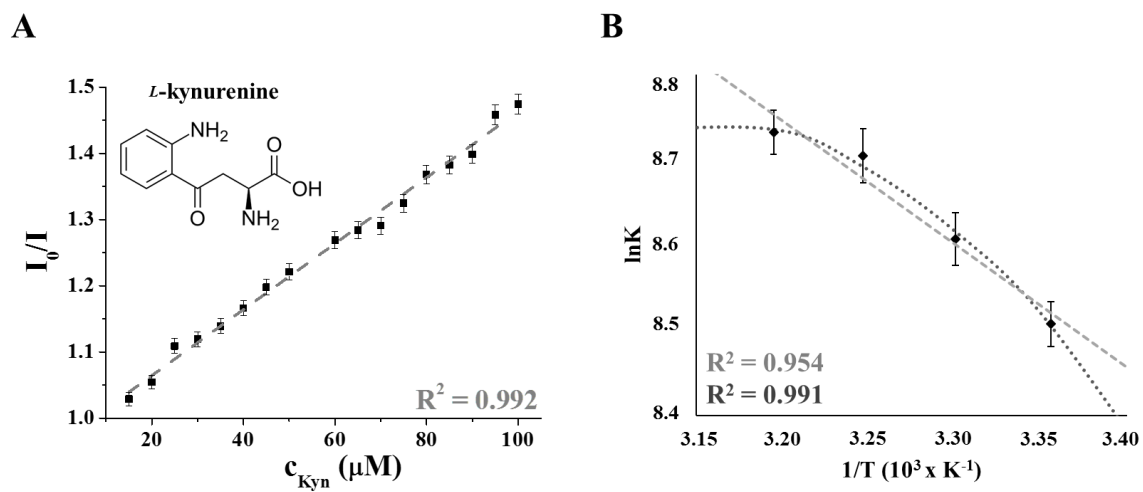 A
B
L-kynurenine
NH₂
O
OH
O
NH₂
I₀/I
1.5
1.4
1.3
1.2
1.1
1.0
20 40 60 80 100
c_Kyn (μM)
R² = 0.992
lnK
8.8
8.7
8.6
8.5
8.4
R² = 0.954
R² = 0.991
3.15 3.20 3.25 3.30 3.35 3.40
1/T (10³ x K⁻¹)